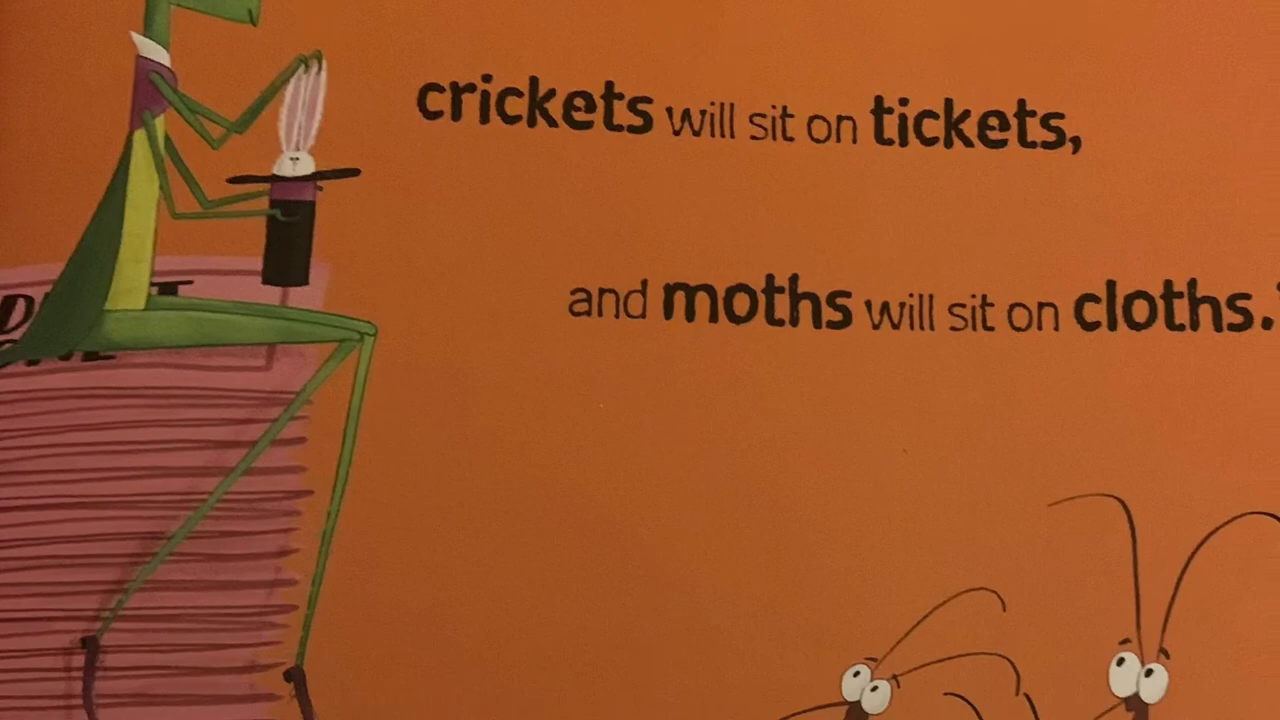 crickets will sit on tickets,
and moths will sit on cloths.